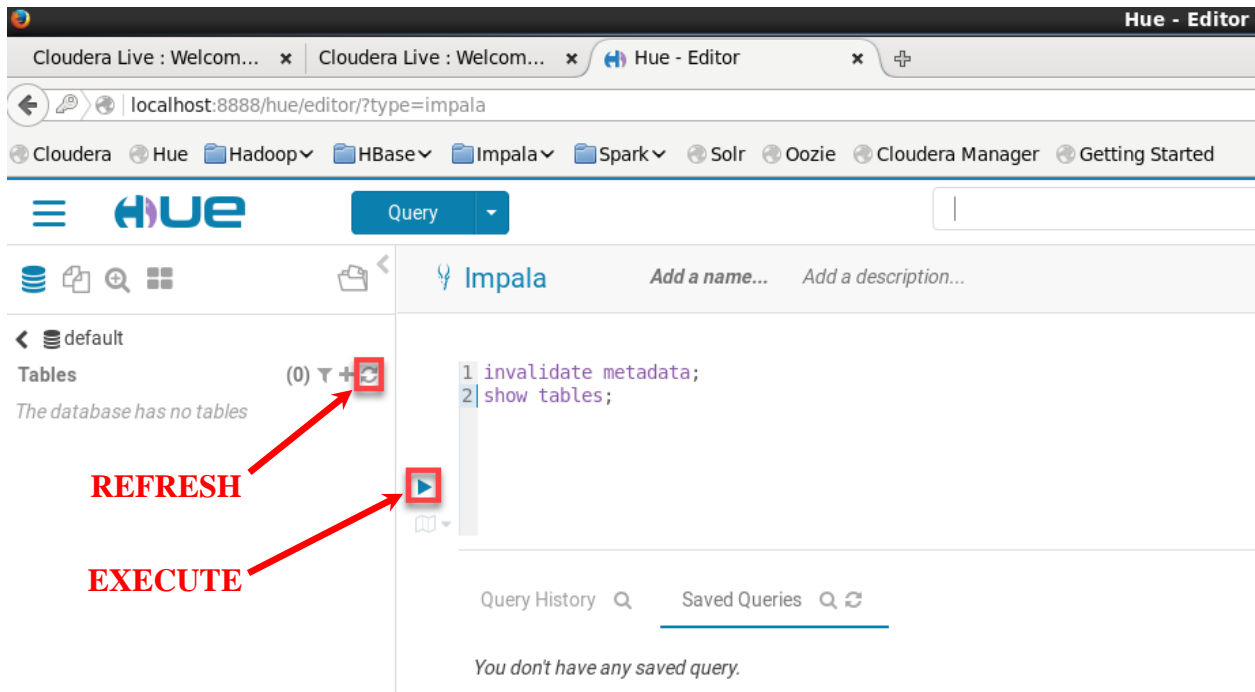 Hue - Editor
Cloudera Live : Welcom... × Cloudera Live : Welcom... × Hue - Editor ×
localhost:8888/hue/editor/?type=impala
Cloudera Hue Hadoop HBase Impala Spark Solr Oozie Cloudera Manager Getting Started
HUE Query
Impala Add a name... Add a description...
default
Tables (0)
The database has no tables
1 invalidate metadata;
2 show tables;
REFRESH
EXECUTE
Query History Saved Queries
You don't have any saved query.